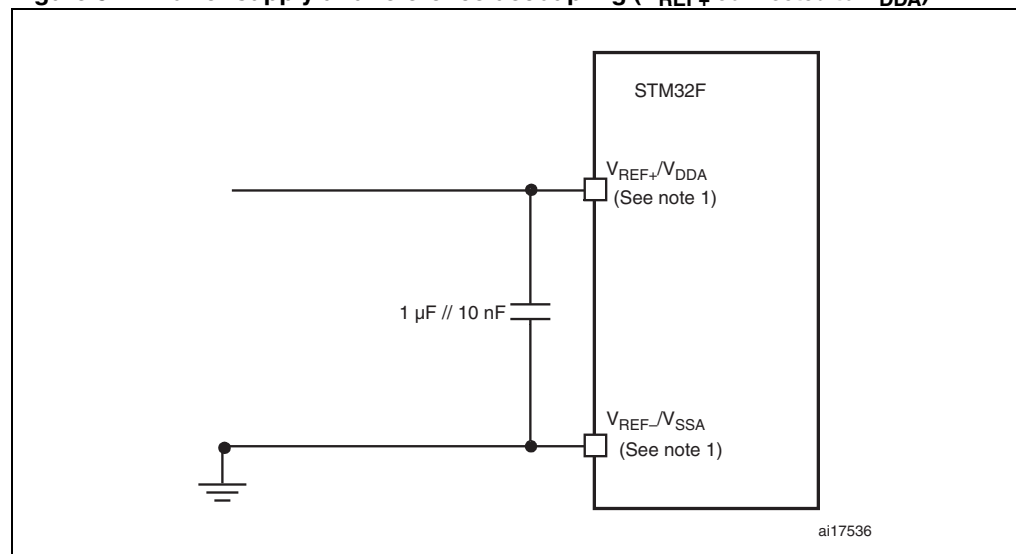 STM32F
VREF+/VDDA
(See note 1)
1 µF // 10 nF
VREF–/VSSA
(See note 1)
ai17536